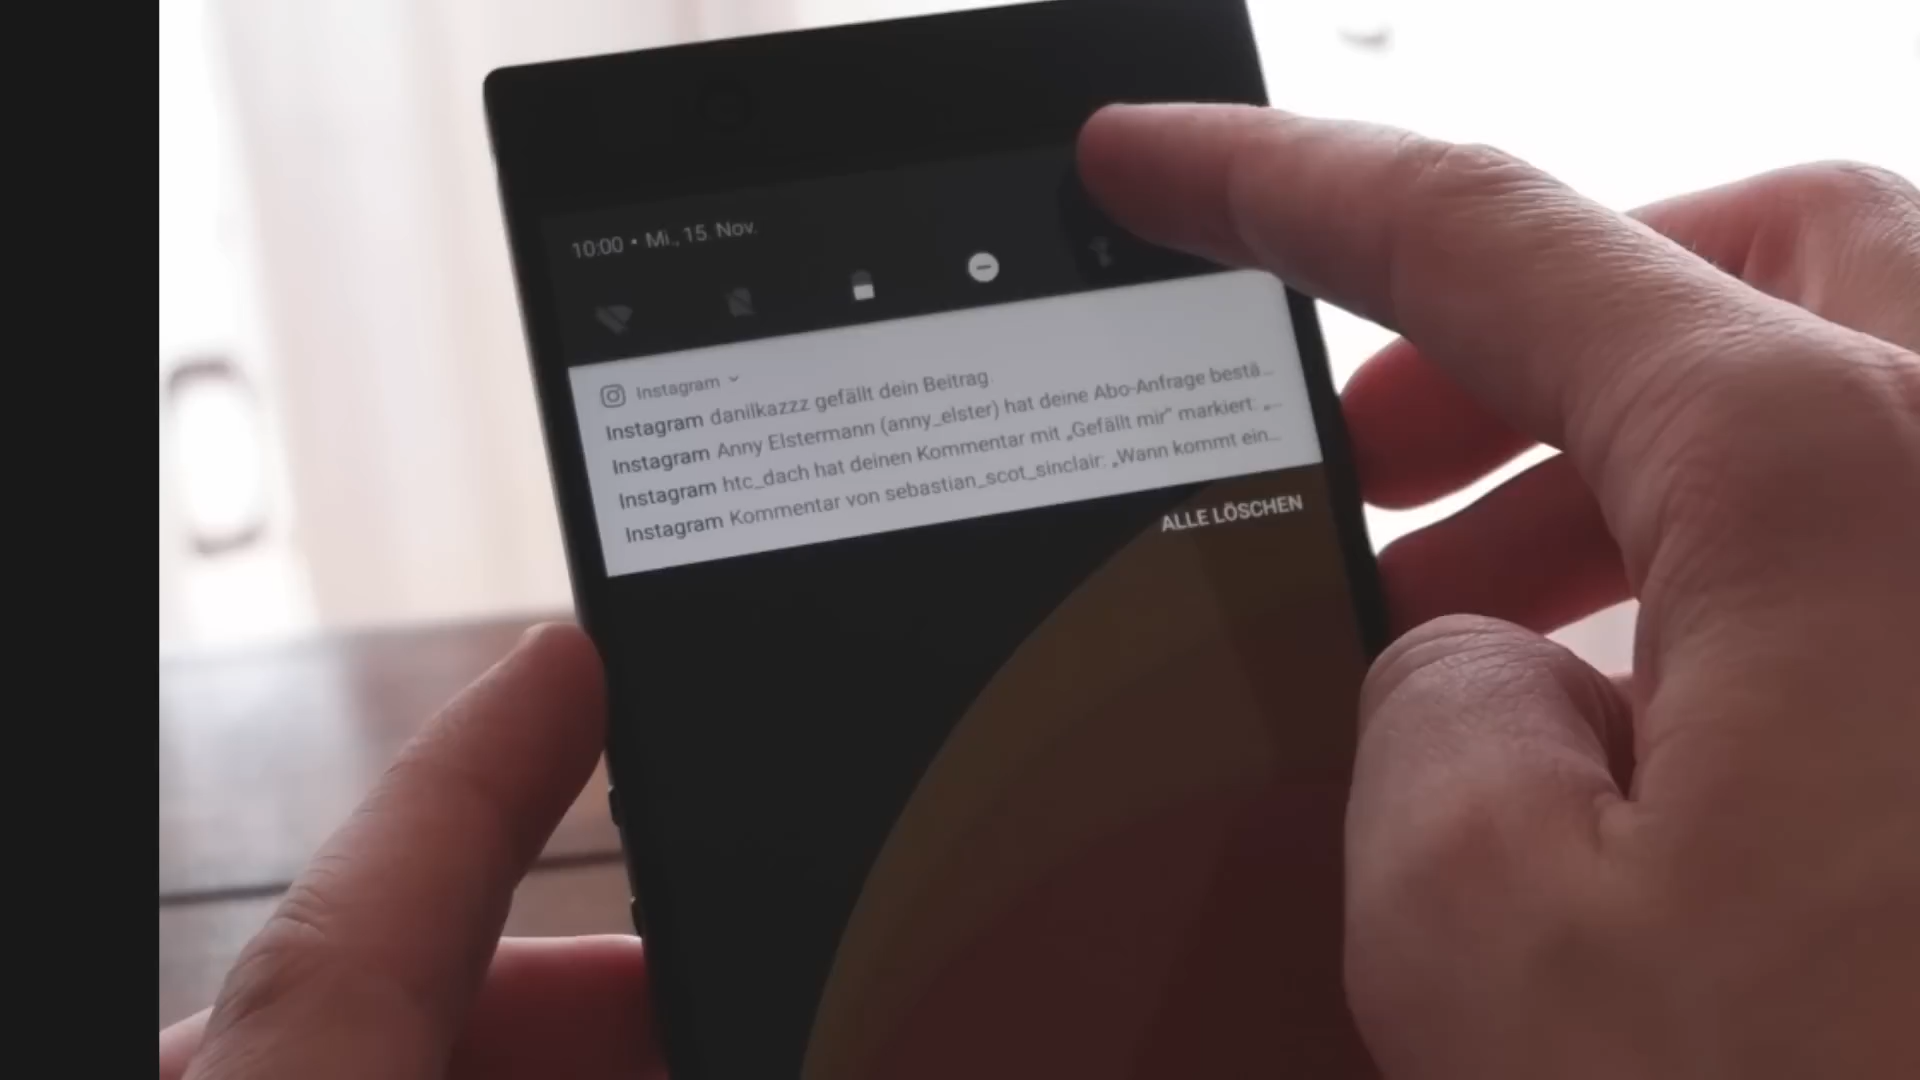 10:00 • Mi., 15. Nov.
Instagram
Instagram danilkazzz gefällt dein Beitrag.
Instagram Anny Elstermann (anny_elster) hat deine Abo-Anfrage bestä...
Instagram htc_dach hat deinen Kommentar mit „Gefällt mir“ markiert: „...
Instagram Kommentar von sebastian_scot_sinclair: „Wann kommt ein...
ALLE LÖSCHEN